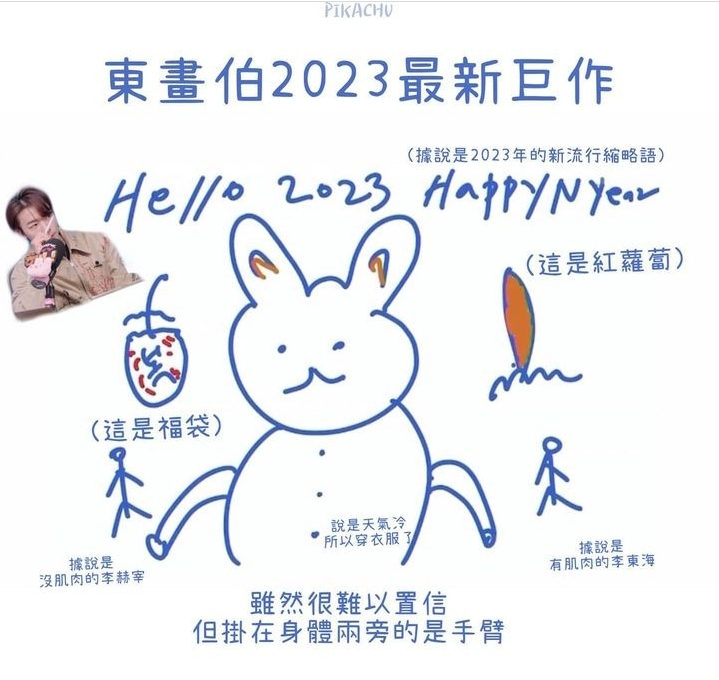 PIKACHU
東畫伯2023最新巨作
(據說是2023年的新流行縮略語)
Hello 2023 HappyNyear
(這是紅蘿蔔)
(這是福袋)
說是天氣冷
所以穿衣服了
據說是
沒肌肉的李赫宰
據說是
有肌肉的李東海
雖然很難以置信
但掛在身體兩旁的是手臂